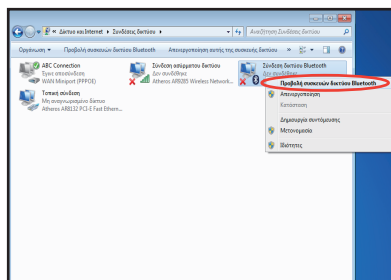 « Δίκτυο και Internet ▸ Συνδέσεις δικτύου ▸
Αναζήτηση Συνδέσεις δικτύου
Οργάνωση ▾ Προβολή συσκευών δικτύου Bluetooth Απενεργοποίηση αυτής της συσκευής δικτύου »
ABC Connection
Έχει αποσυνδεθεί
WAN Miniport (PPPOE)
Σύνδεση ασύρματου δικτύου
Δεν συνδέθηκε
Atheros AR9285 Wireless Network...
Σύνδεση δικτύου Bluetooth
Δεν συνδέθηκε
Τοπική σύνδεση
Μη αναγνωρισμένο δίκτυο
Atheros AR8132 PCI-E Fast Ethern...
Προβολή συσκευών δικτύου Bluetooth
Απενεργοποίηση
Κατάσταση
Δημιουργία συντόμευσης
Μετονομασία
Ιδιότητες